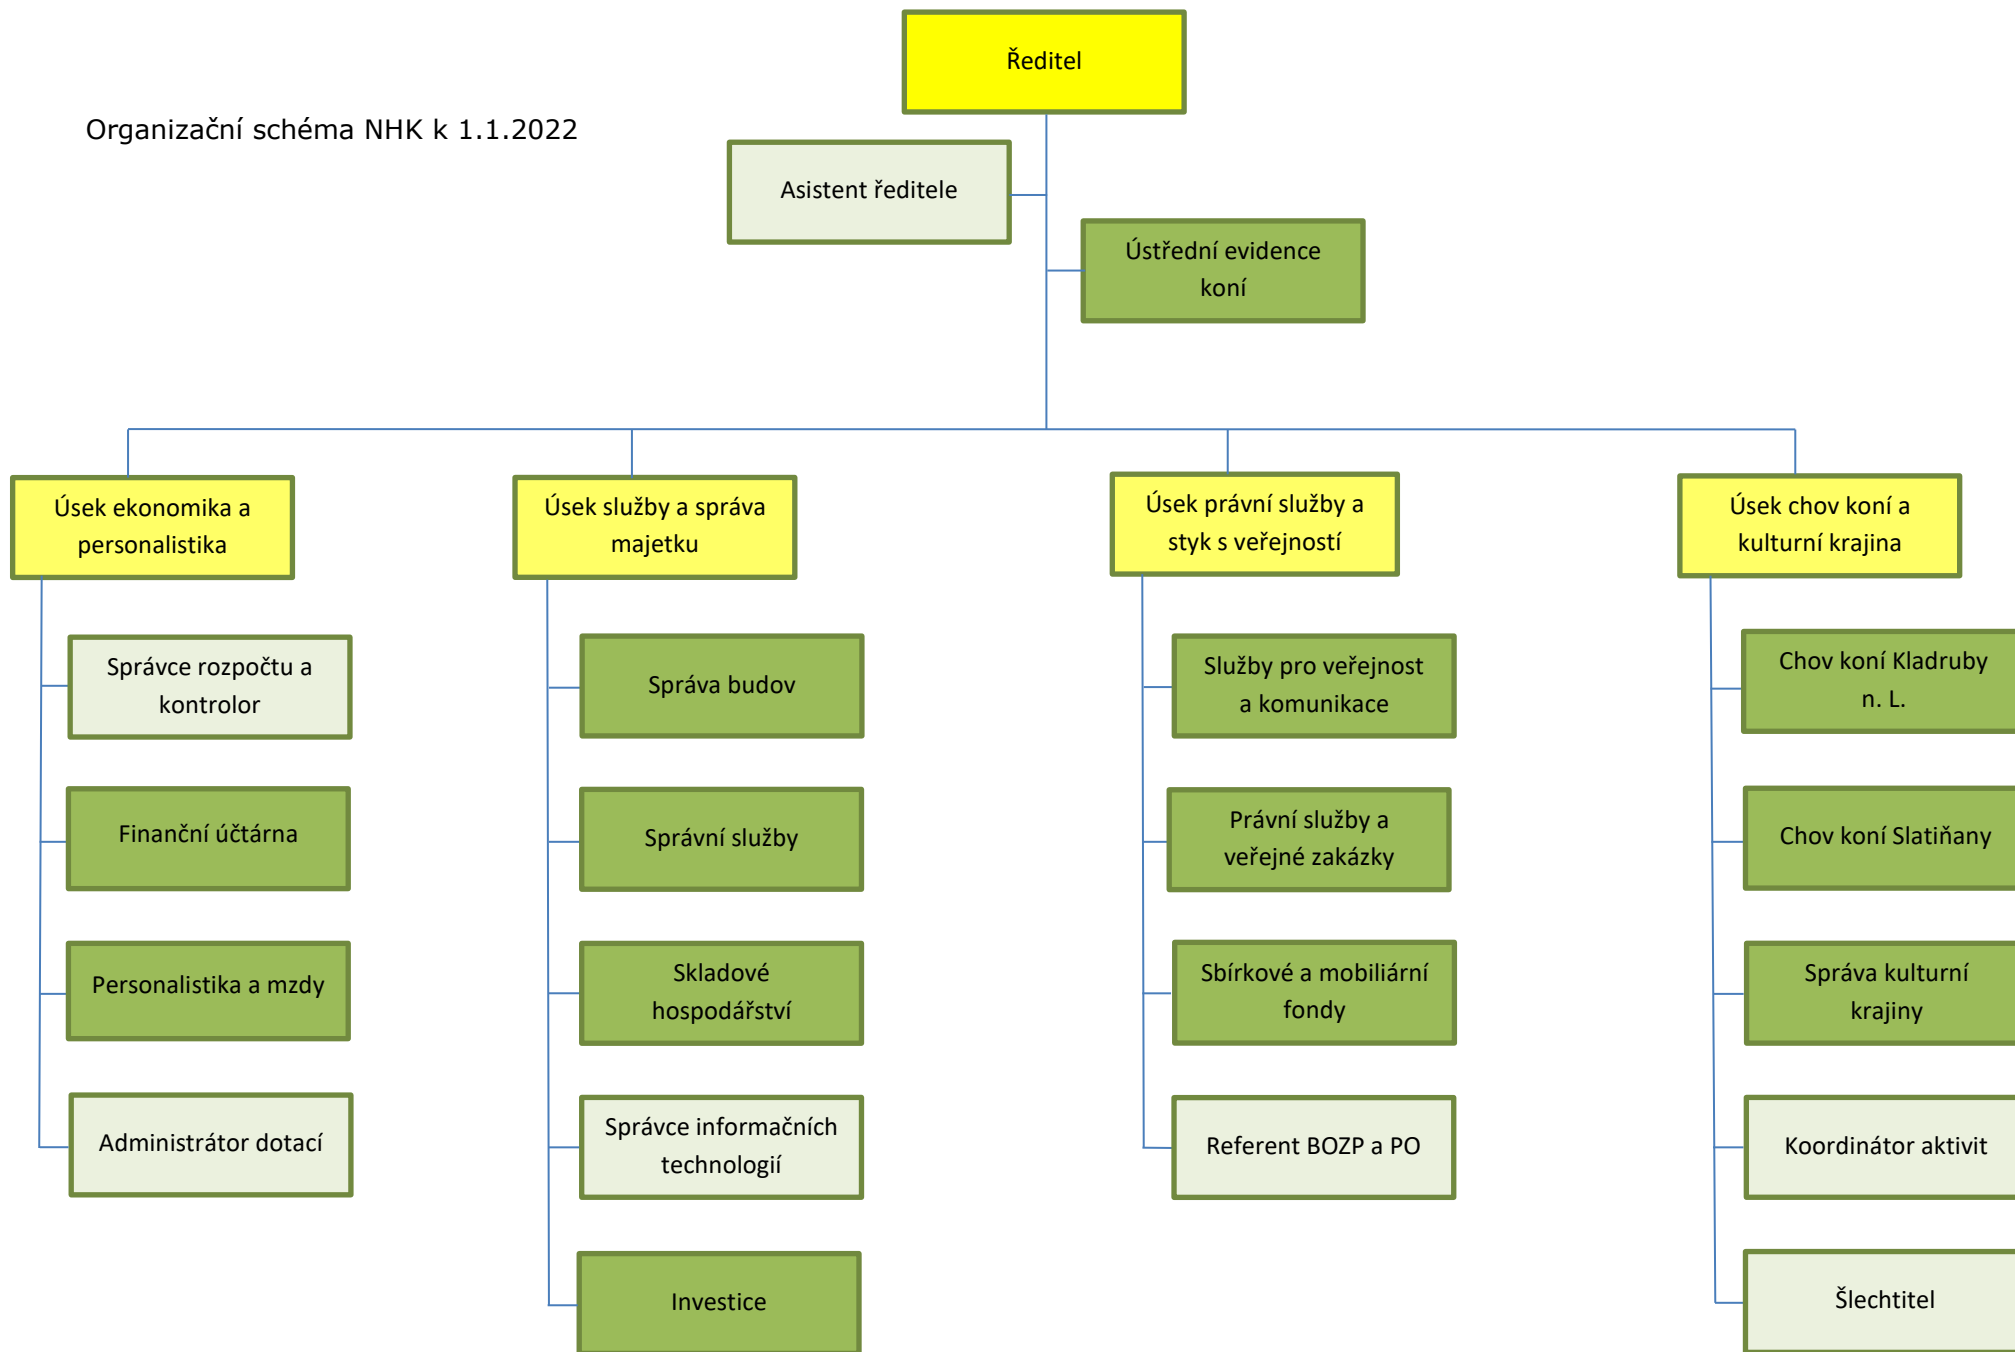 Ředitel
Organizační schéma NHK k 1.1.2022
Asistent ředitele
Ústřední evidence
koní
Úsek ekonomika a
personalistika
Úsek služby a správa
majetku
Úsek právní služby a
styk s veřejností
Úsek chov koní a
kulturní krajina
Správce rozpočtu a
kontrolor
Finanční účtárna
Personalistika a mzdy
Administrátor dotací
Správa budov
Správní služby
Skladové
hospodářství
Správce informačních
technologií
Investice
Služby pro veřejnost
a komunikace
Právní služby a
veřejné zakázky
Sbírkové a mobiliární
fondy
Referent BOZP a PO
Chov koní Kladruby
n. L.
Chov koní Slatiňany
Správa kulturní
krajiny
Koordinátor aktivit
Šlechtitel